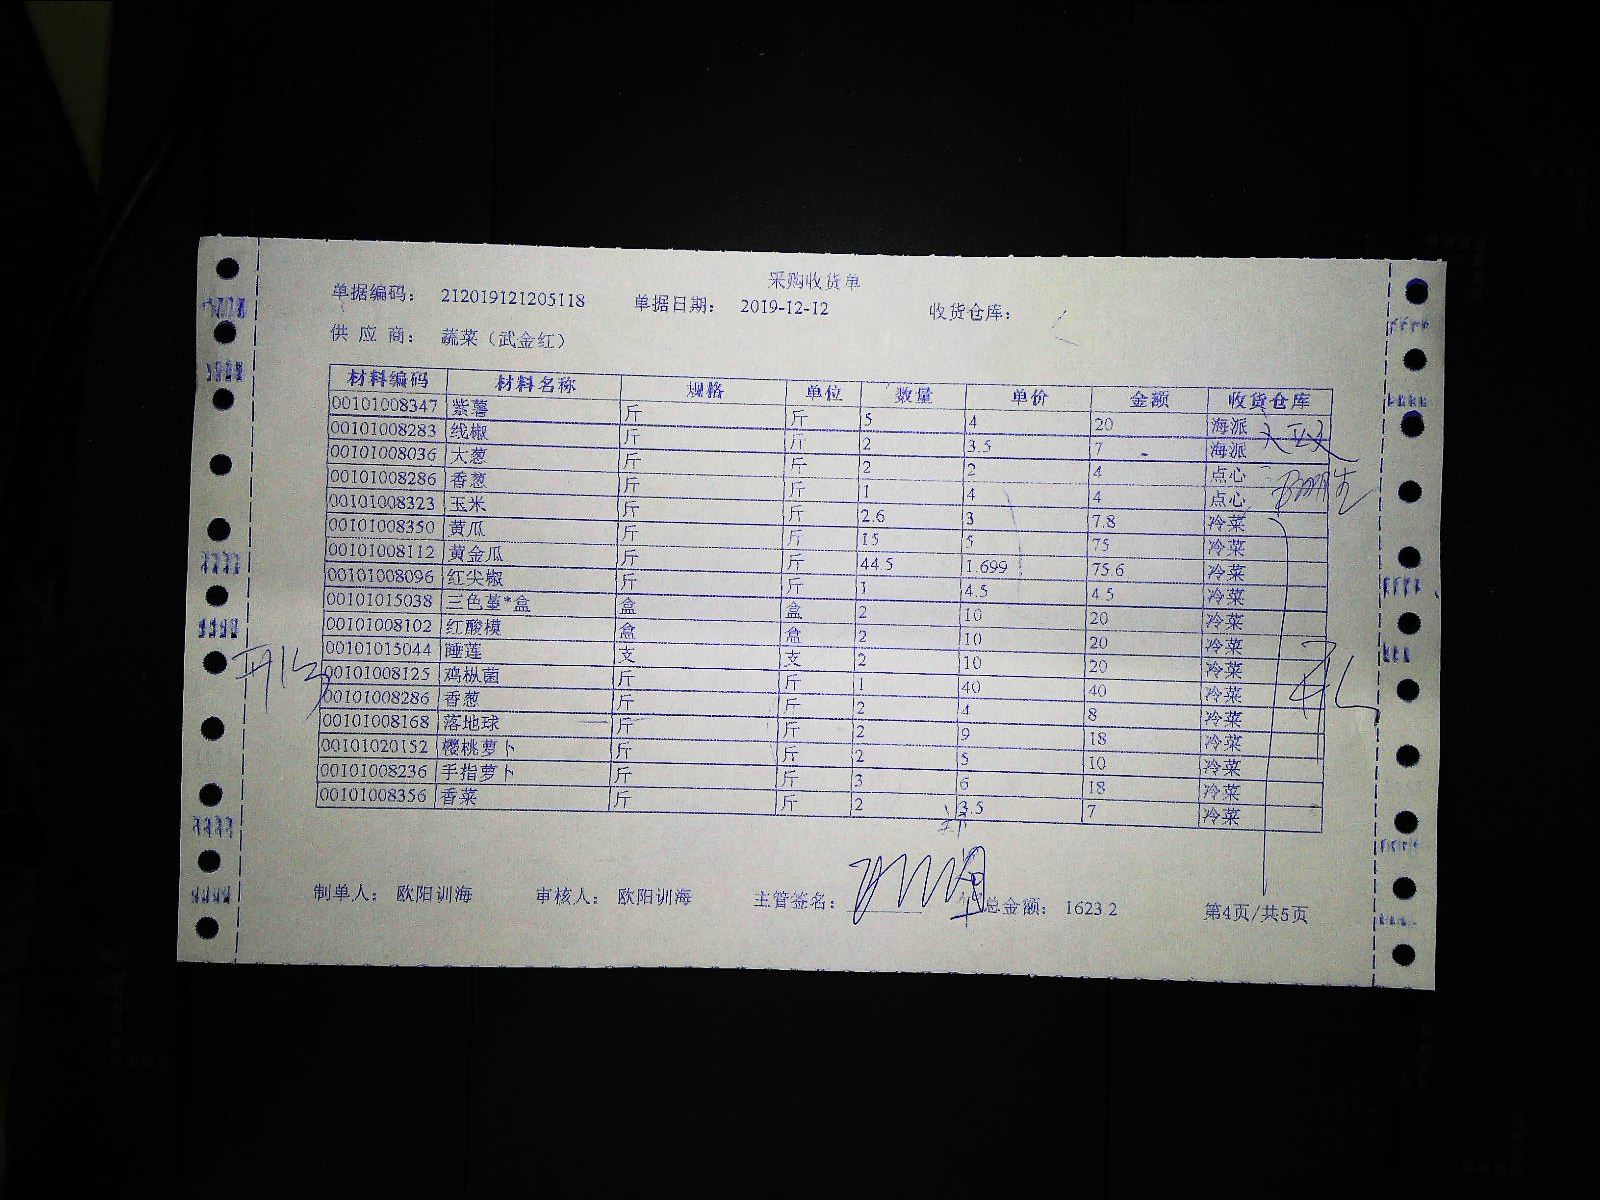 采购收货单
单据编码： 212019121205118 单据日期： 2019-12-12 收货仓库：
供 应 商： 蔬菜（武金红）
材料编码 材料名称 规格 单位 数量 单价 金额 收货仓库
00101008347 紫薯 斤 斤 5 4 20 海派
00101008283 线椒 斤 斤 2 3.5 7 海派
00101008036 大葱 斤 斤 2 2 4 点心
00101008286 香葱 斤 斤 1 4 4 点心
00101008323 玉米 斤 斤 2.6 3 7.8 冷菜
00101008350 黄瓜 斤 斤 15 5 75 冷菜
00101008112 黄金瓜 斤 斤 44.5 1.699 75.6 冷菜
00101008096 红尖椒 斤 斤 1 4.5 4.5 冷菜
00101015038 三色堇*盒 盒 盒 2 10 20 冷菜
00101008102 红酸模 盒 盒 2 10 20 冷菜
00101015044 睡莲 支 支 2 10 20 冷菜
00101008125 鸡枞菌 斤 斤 1 40 40 冷菜
00101008286 香葱 斤 斤 2 4 8 冷菜
00101008168 落地球 斤 斤 2 9 18 冷菜
00101020152 樱桃萝卜 斤 斤 2 5 10 冷菜
00101008236 手指萝卜 斤 斤 3 6 18 冷菜
00101008356 香菜 斤 斤 2 3.5 7 冷菜
制单人： 欧阳训海 审核人： 欧阳训海 主管签名： 总金额： 1623.2 第4页/共5页